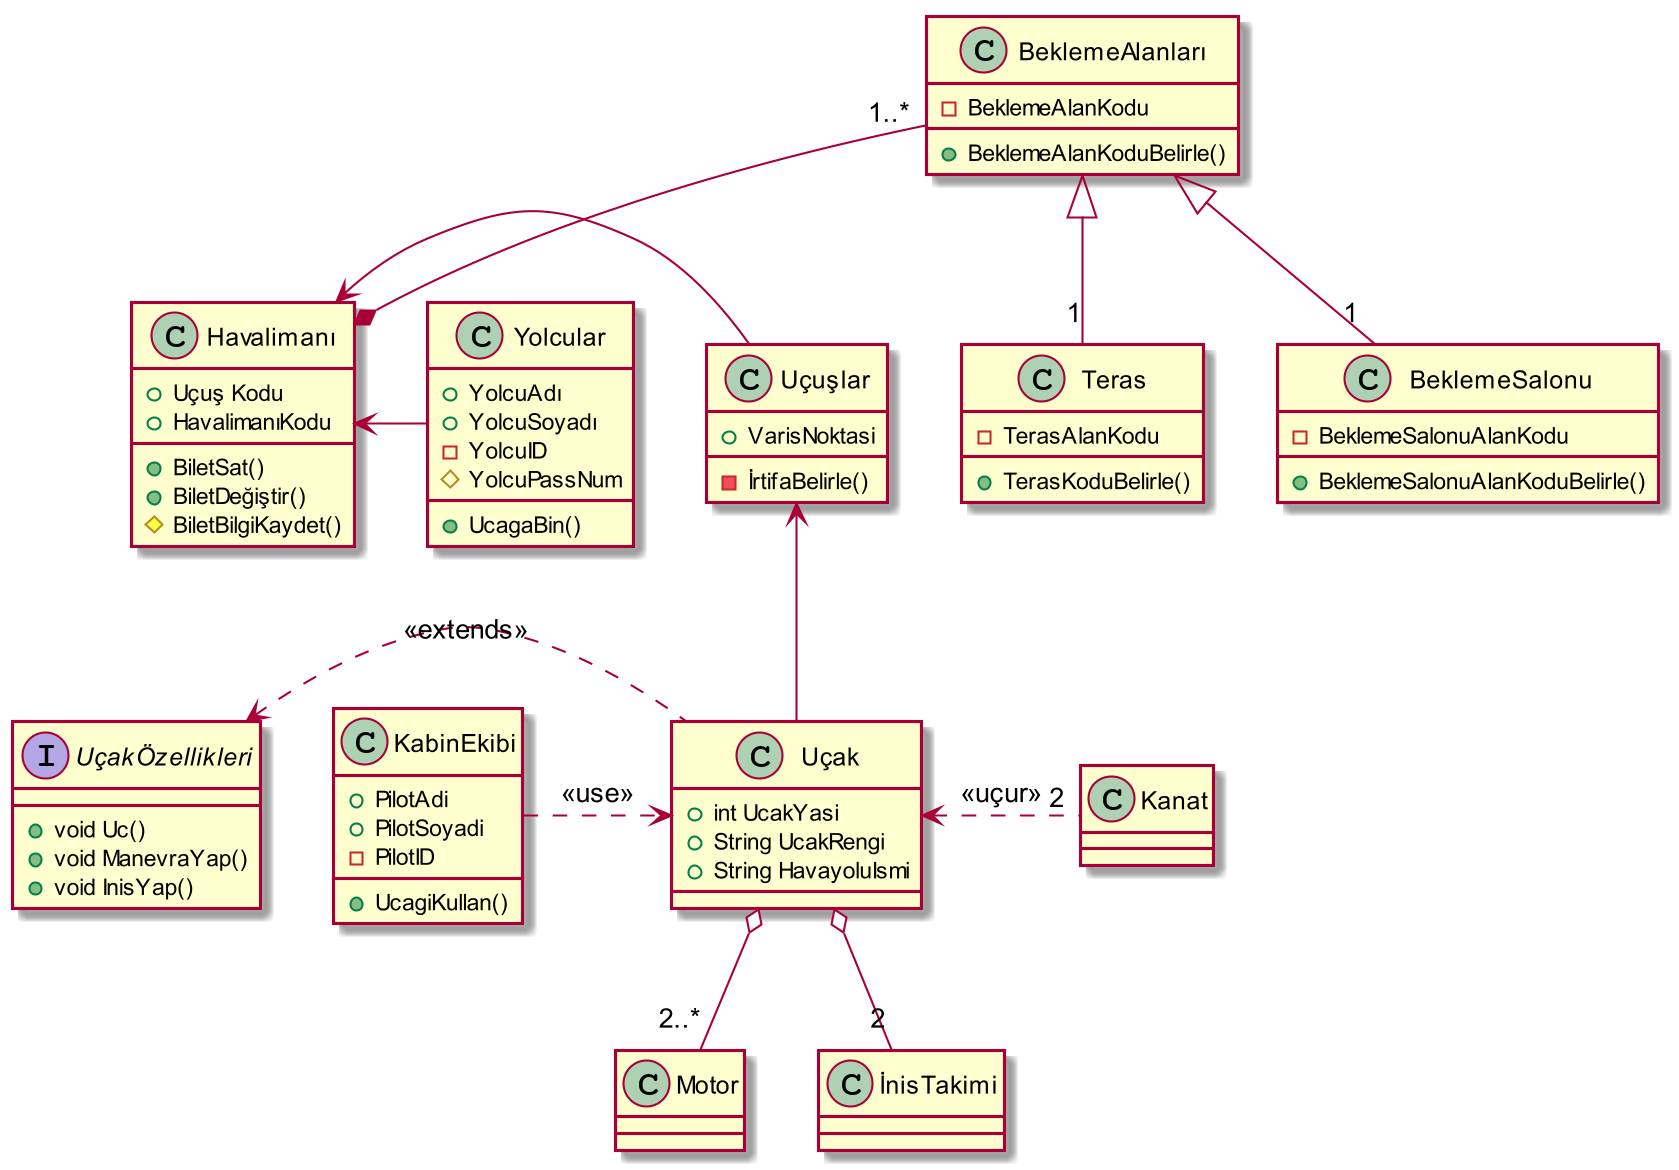 C BeklemeAlanları
BeklemeAlanKodu
BeklemeAlanKoduBelirle()
1..*
1
1
C Havalimanı
Uçuş Kodu
HavalimanıKodu
BiletSat()
BiletDeğiştir()
BiletBilgiKaydet()
C Yolcular
YolcuAdı
YolcuSoyadı
YolcuID
YolcuPassNum
UcagaBin()
C Uçuşlar
VarisNoktasi
İrtifaBelirle()
C Teras
TerasAlanKodu
TerasKoduBelirle()
C BeklemeSalonu
BeklemeSalonuAlanKodu
BeklemeSalonuAlanKoduBelirle()
«extends»
I UçakÖzellikleri
void Uc()
void ManevraYap()
void InisYap()
C KabinEkibi
PilotAdi
PilotSoyadi
PilotID
UcagiKullan()
«use»
C Uçak
int UcakYasi
String UcakRengi
String HavayoluIsmi
«uçur» 2
C Kanat
2..*
2
C Motor
C İnisTakimi